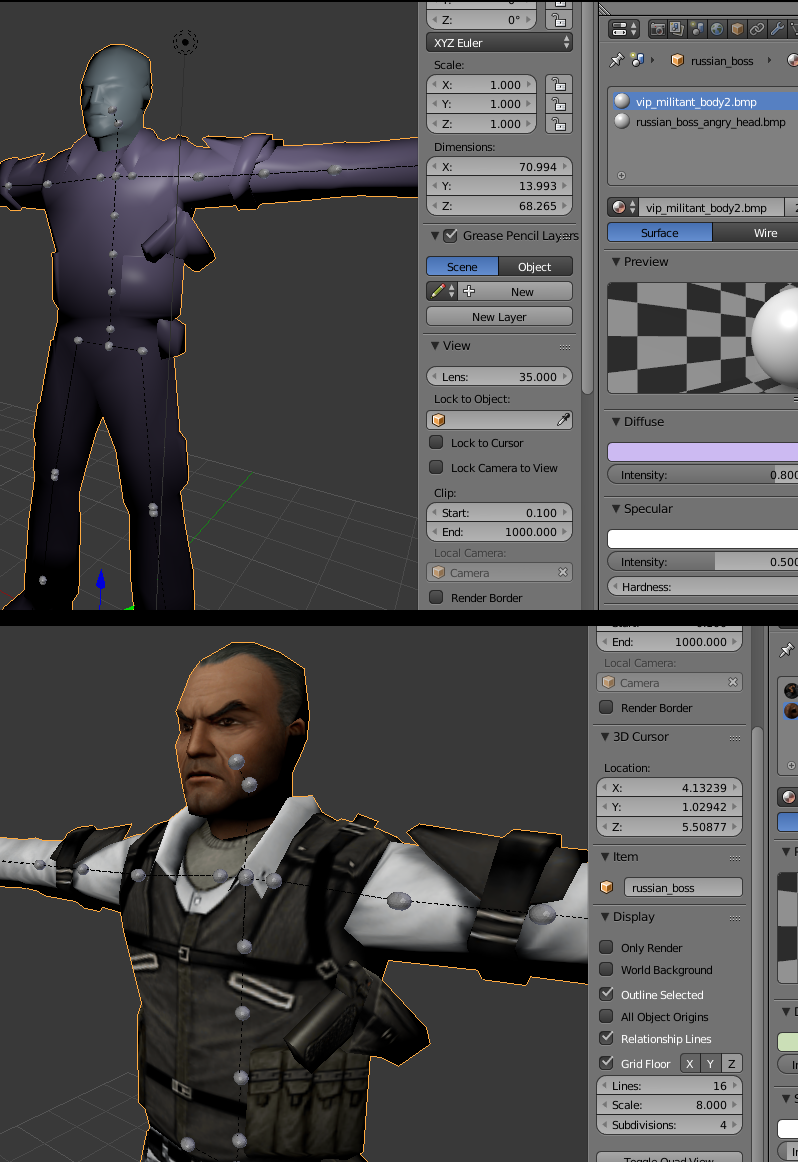 Z: 0°
XYZ Euler
Scale:
X: 1.000
Y: 1.000
Z: 1.000
Dimensions:
X: 70.994
Y: 13.993
Z: 68.265
Grease Pencil Layers
Scene Object
New
New Layer
View
Lens: 35.000
Lock to Object:
Lock to Cursor
Lock Camera to View
Clip:
Start: 0.100
End: 1000.000
Local Camera:
Camera
Render Border
russian_boss
vip_militant_body2.bmp
russian_boss_angry_head.bmp
vip_militant_body2.bmp
Surface Wire
Preview
Diffuse
Intensity: 0.800
Specular
Intensity: 0.500
Hardness:
End: 1000.000
Local Camera:
Camera
Render Border
3D Cursor
Location:
X: 4.13239
Y: 1.02942
Z: 5.50877
Item
russian_boss
Display
Only Render
World Background
Outline Selected
All Object Origins
Relationship Lines
Grid Floor X Y Z
Lines: 16
Scale: 8.000
Subdivisions: 4
Toggle Quad View